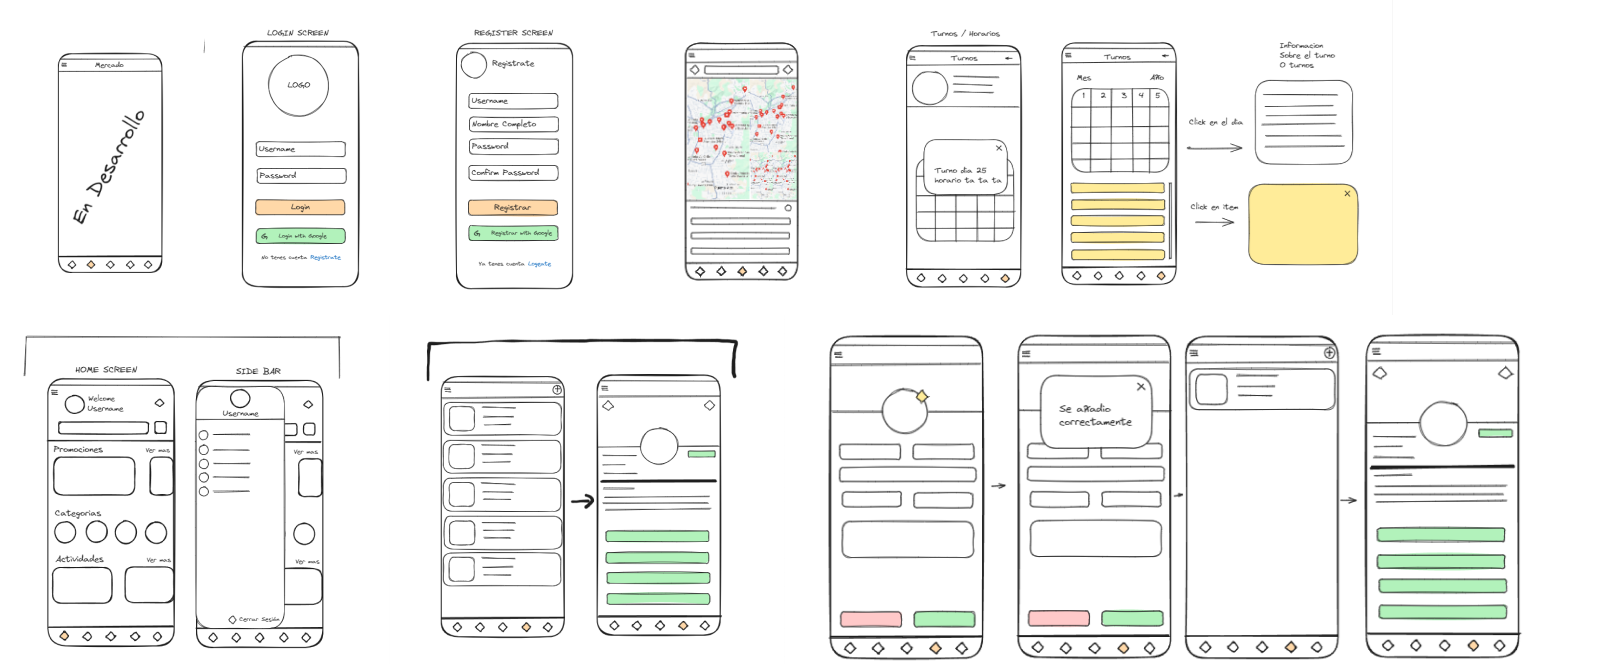 Mercado
En Desarrollo
LOGIN SCREEN
LOGO
Username
Password
Login
G Login with Google
No tenes cuenta Registrate
REGISTER SCREEN
Registrate
Username
Nombre Completo
Password
Confirm Password
Registrar
G Registrar with Google
Ya tenes cuenta Logeate
Turnos / Horarios
Turnos
Turno dia 25
horario ta ta ta
Turnos
Mes
Año
1 2 3 4 5
Click en el dia
Click en item
Informacion
Sobre el turno
O turnos
HOME SCREEN
Welcome
Username
Promociones
Ver mas
Categorias
Actividades
Ver mas
SIDE BAR
Username
Ver mas
Ver mas
Cerrar Sesión
Se añadio
correctamente